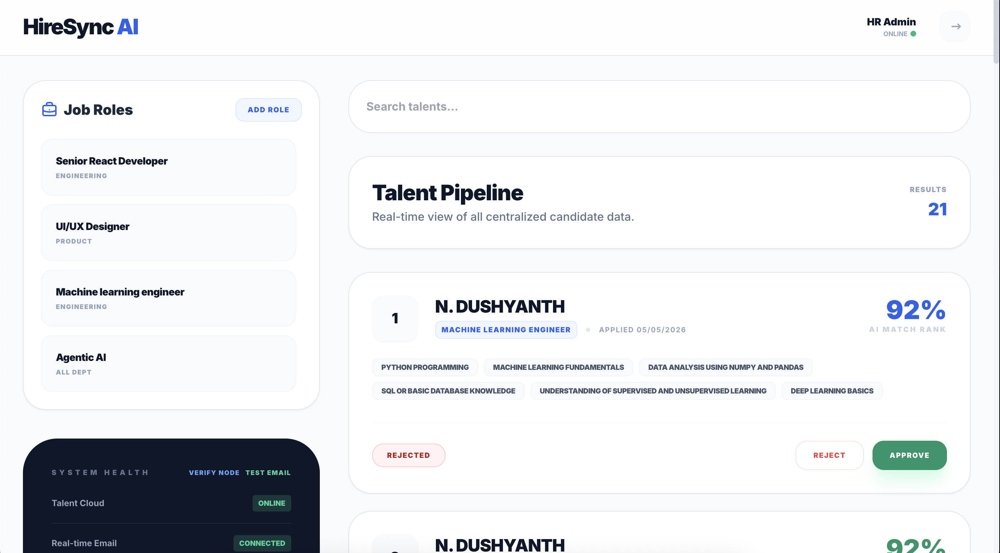 HireSync AI
HR Admin
ONLINE
Job Roles
ADD ROLE
Senior React Developer
ENGINEERING
UI/UX Designer
PRODUCT
Machine learning engineer
ENGINEERING
Agentic AI
ALL DEPT
SYSTEM HEALTH
VERIFY NODE TEST EMAIL
Talent Cloud
ONLINE
Real-time Email
CONNECTED
Search talents...
Talent Pipeline
Real-time view of all centralized candidate data.
RESULTS
21
1
N. DUSHYANTH
MACHINE LEARNING ENGINEER
APPLIED 05/05/2026
92%
AI MATCH RANK
PYTHON PROGRAMMING
MACHINE LEARNING FUNDAMENTALS
DATA ANALYSIS USING NUMPY AND PANDAS
SQL OR BASIC DATABASE KNOWLEDGE
UNDERSTANDING OF SUPERVISED AND UNSUPERVISED LEARNING
DEEP LEARNING BASICS
REJECTED
REJECT
APPROVE
N. DUSHYANTH
92%